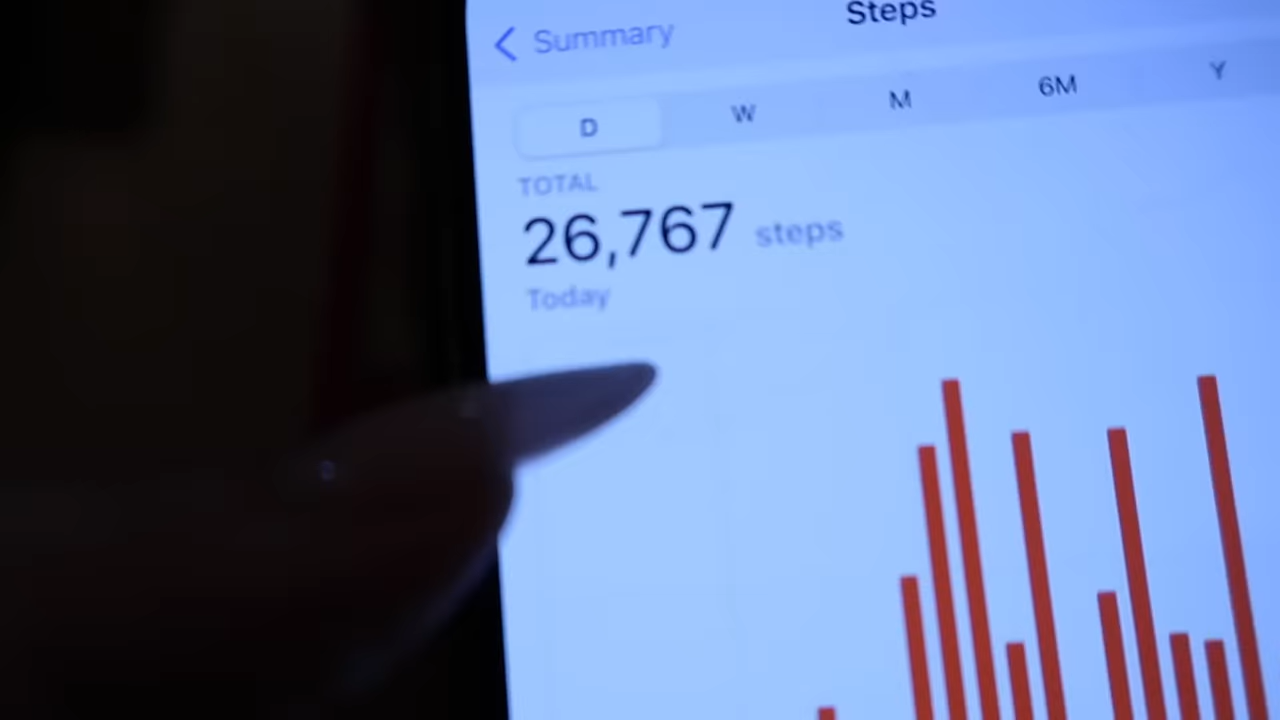 Steps
Summary
D W M 6M Y
TOTAL
26,767 steps
Today